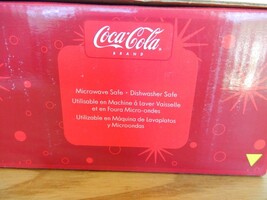 Coca-Cola
BRAND
Microwave Safe - Dishwasher Safe
Utilisable en Machine à Laver Vaisselle
et en Fours Micro-ondes
Utilizable en Máquina de Lavaplatos
y Microondas